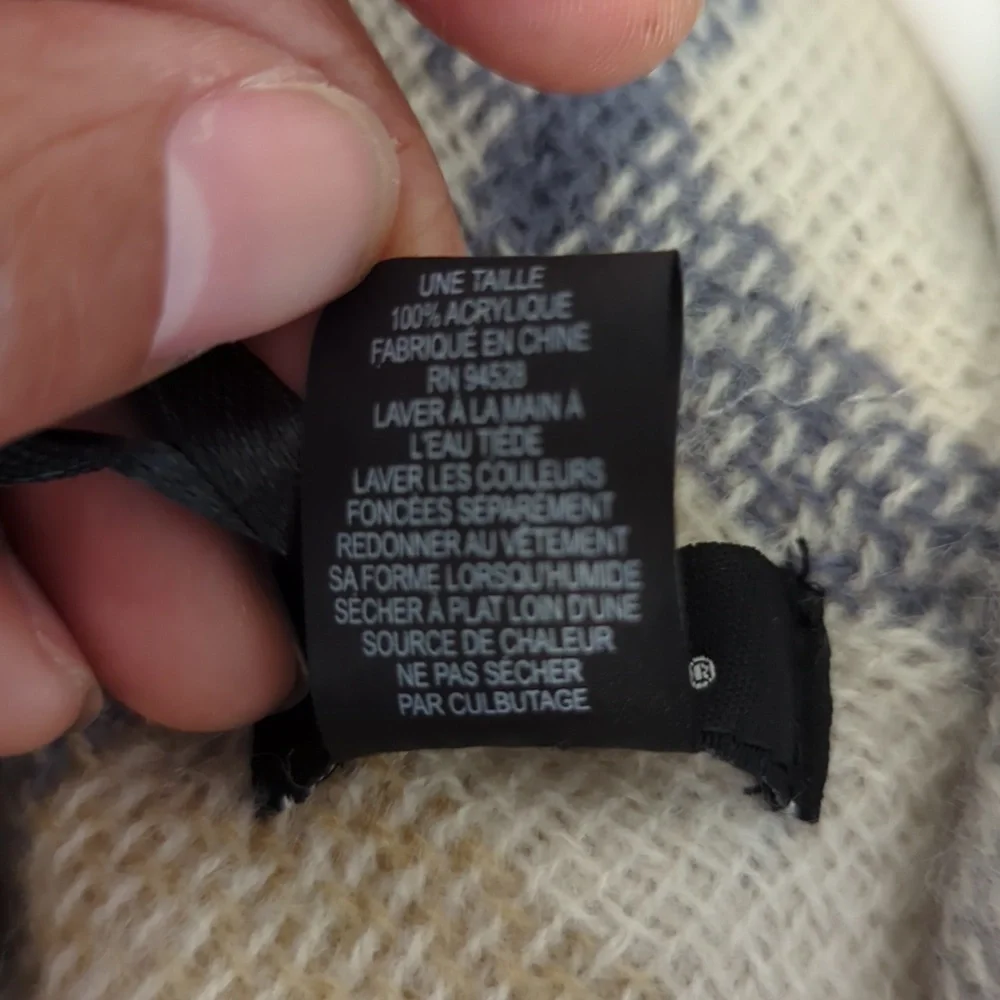 UNE TAILLE
100% ACRYLIQUE
FABRIQUÉ EN CHINE
RN 94528
LAVER À LA MAIN À
L'EAU TIÈDE
LAVER LES COULEURS
FONCÉES SÉPARÉMENT
REDONNER AU VÊTEMENT
SA FORME LORSQU'HUMIDE
SÉCHER À PLAT LOIN D'UNE
SOURCE DE CHALEUR
NE PAS SÉCHER
PAR CULBUTAGE
®